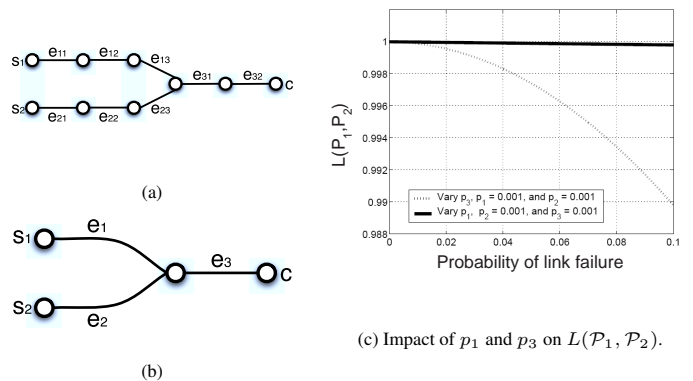 s1 e11 e12 e13
e31 e32 c
s2 e21 e22 e23
(a)
s1 e1
e3 c
s2 e2
(b)
L(P1,P2)
1
0.998
0.996
0.994
0.992
0.99
0.988
0 0.02 0.04 0.06 0.08 0.1
Vary p3, p1 = 0.001, and p2 = 0.001
Vary p1, p2 = 0.001, and p3 = 0.001
Probability of link failure
(c) Impact of p1 and p3 on L(P1, P2).